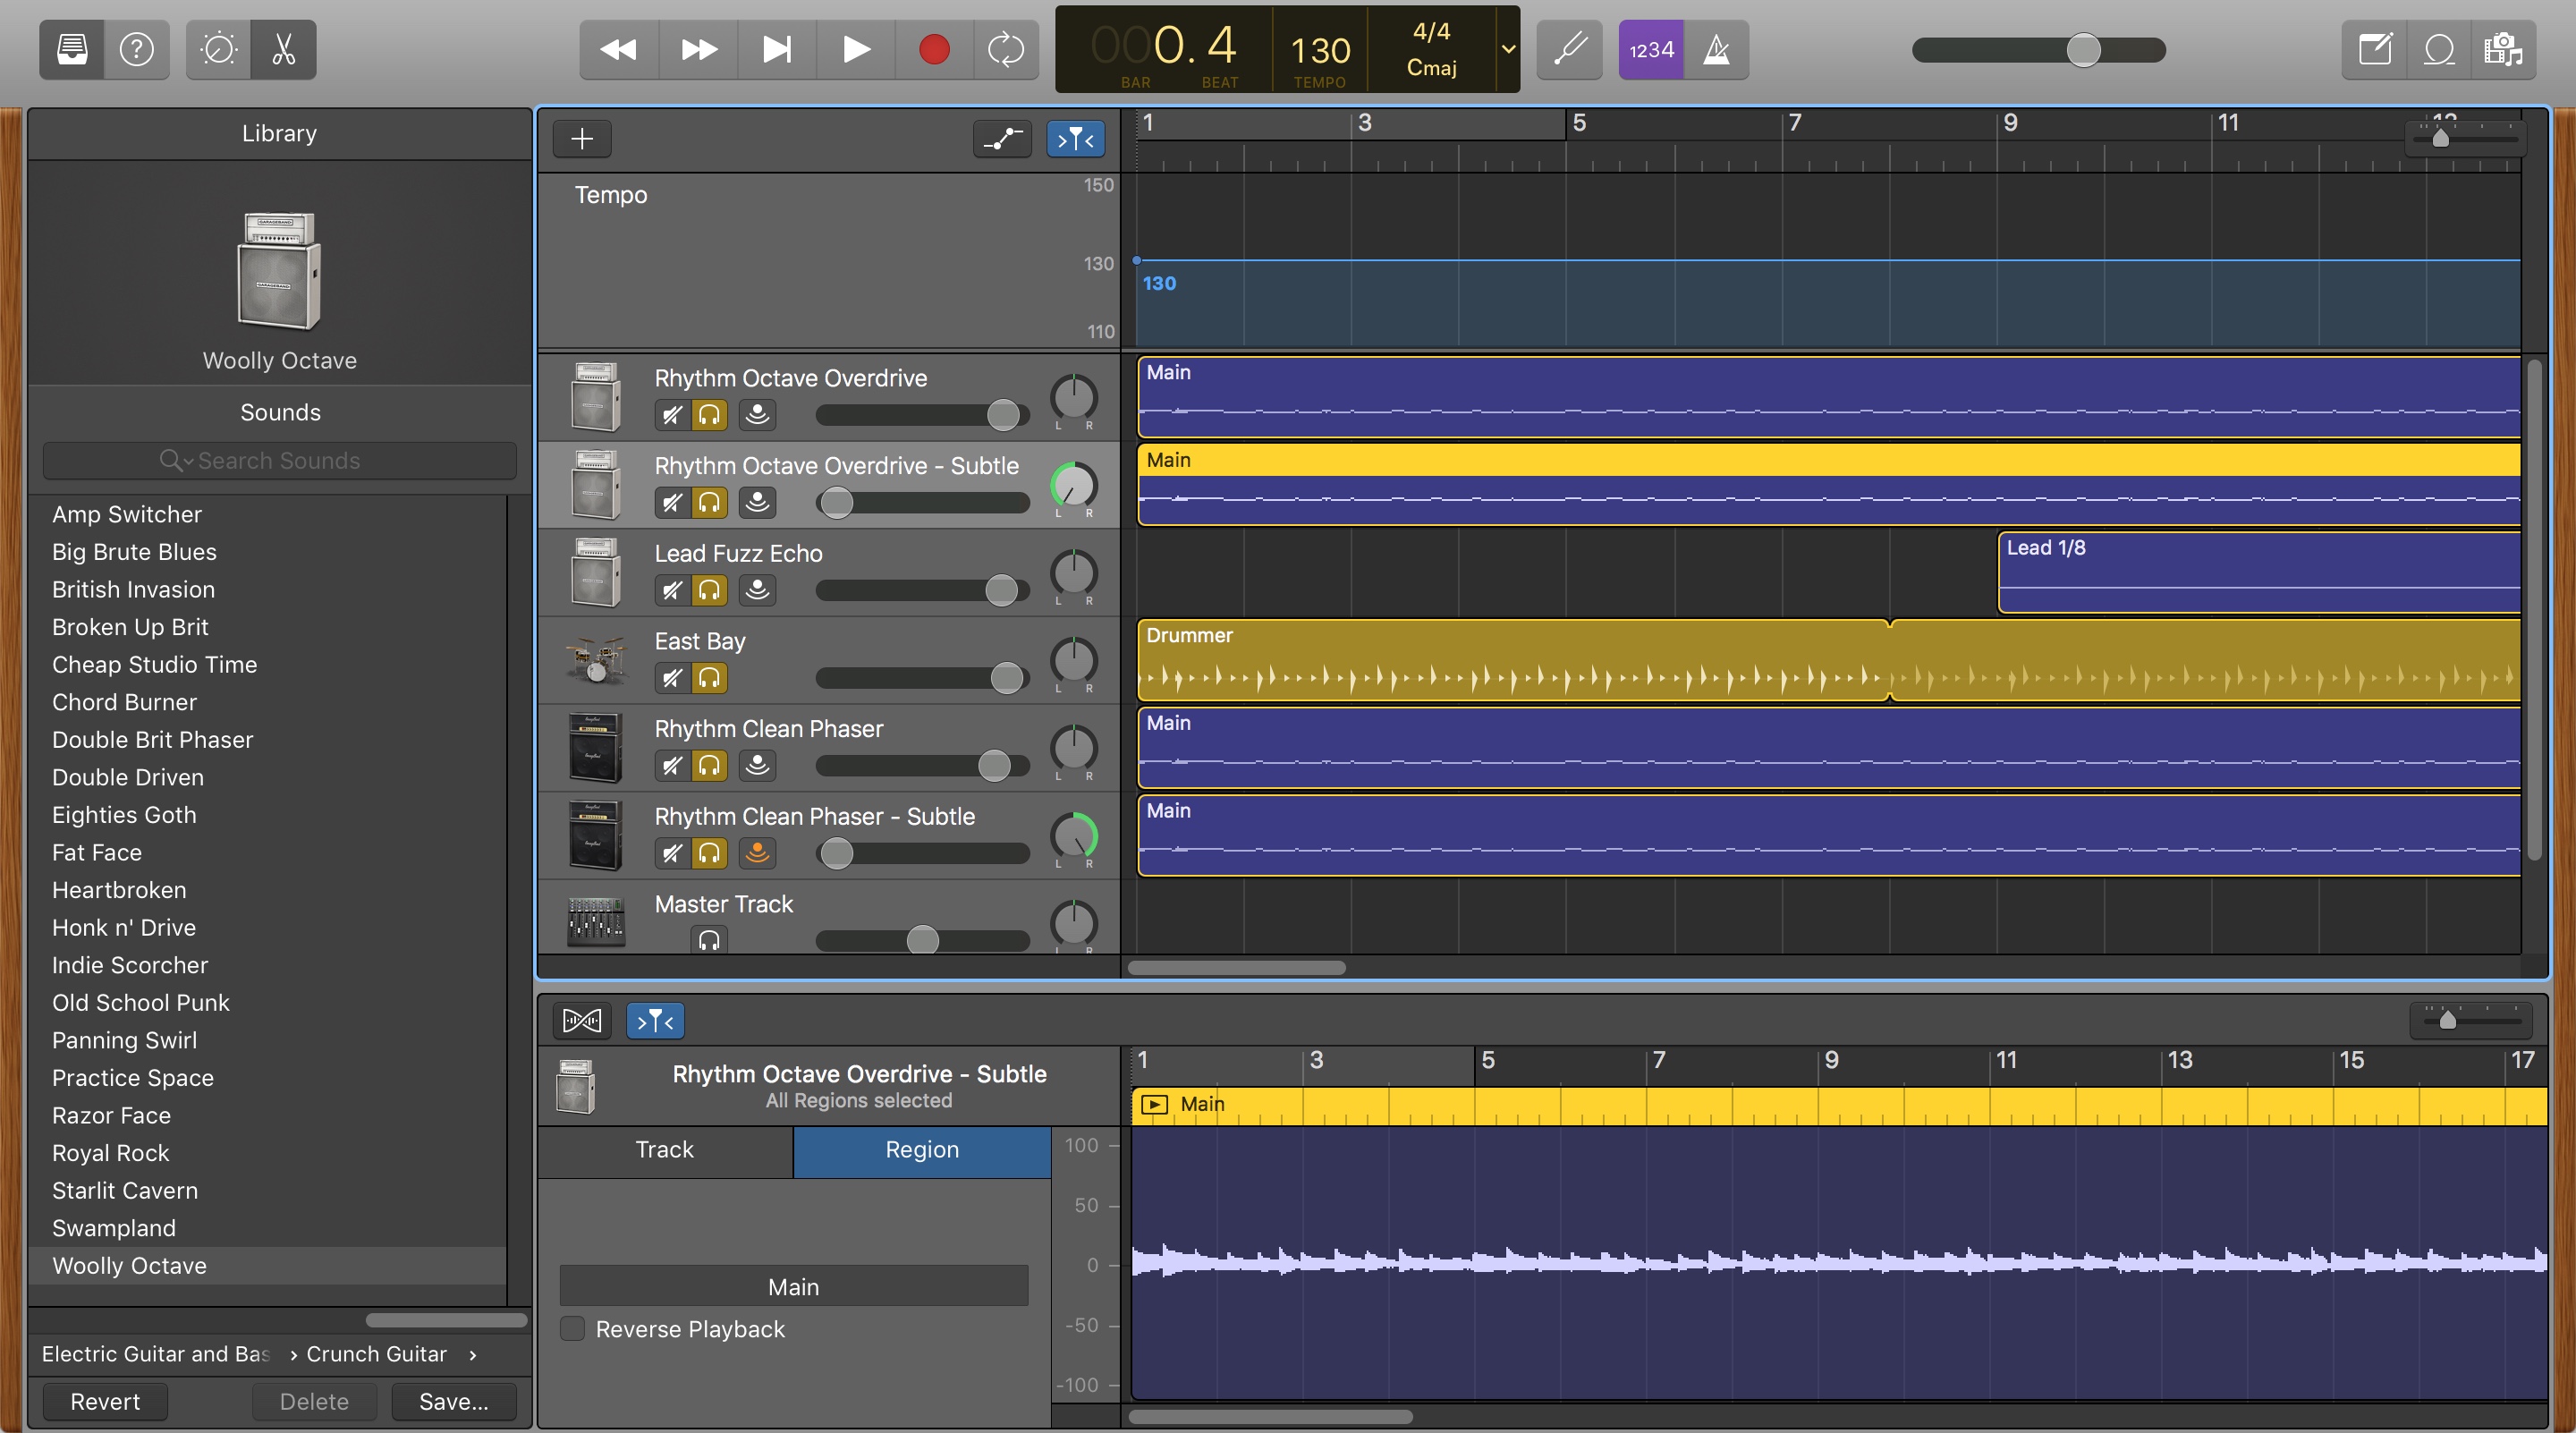 000.4
BAR BEAT
130
TEMPO
4/4
Cmaj
1234
Library
Woolly Octave
Sounds
Search Sounds
Amp Switcher
Big Brute Blues
British Invasion
Broken Up Brit
Cheap Studio Time
Chord Burner
Double Brit Phaser
Double Driven
Eighties Goth
Fat Face
Heartbroken
Honk n' Drive
Indie Scorcher
Old School Punk
Panning Swirl
Practice Space
Razor Face
Royal Rock
Starlit Cavern
Swampland
Woolly Octave
Electric Guitar and Bas › Crunch Guitar ›
Revert Delete Save...
1 3 5 7 9 11
Tempo
150
130
110
130
Rhythm Octave Overdrive
L R
Main
Rhythm Octave Overdrive - Subtle
L R
Main
Lead Fuzz Echo
L R
Lead 1/8
East Bay
L R
Drummer
Rhythm Clean Phaser
L R
Main
Rhythm Clean Phaser - Subtle
L R
Main
Master Track
L R
Rhythm Octave Overdrive - Subtle
All Regions selected
Track Region
Main
Reverse Playback
1 3 5 7 9 11 13 15 17
Main
100
50
0
-50
-100